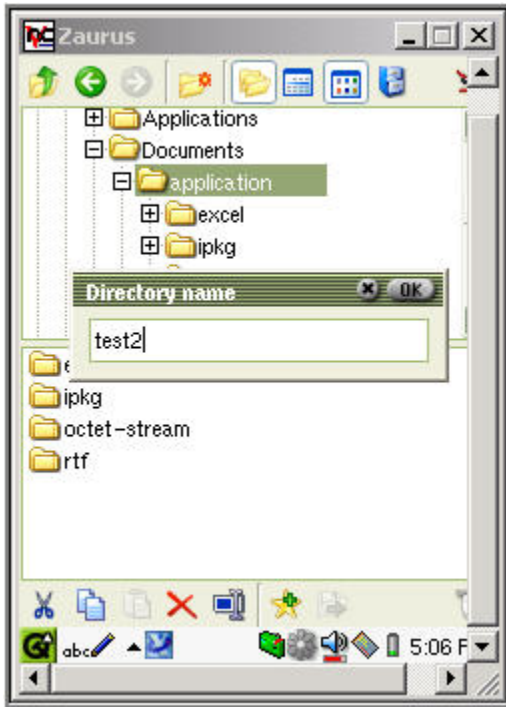 Zaurus
Applications
Documents
application
excel
ipkg
Directory name OK
test2
ipkg
octet-stream
rtf
abc
5:06